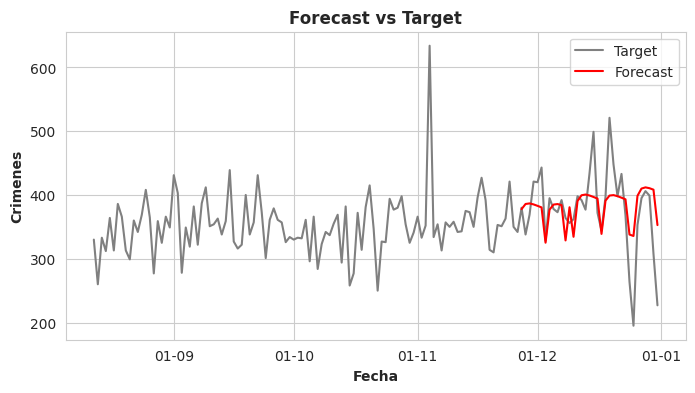 Forecast vs Target
Target
Forecast
600
500
400
300
200
Crimenes
01-09
01-10
01-11
01-12
01-01
Fecha